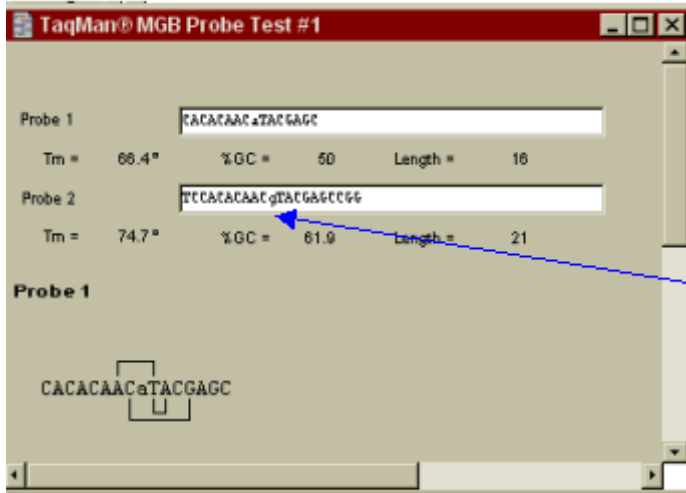 TaqMan® MGB Probe Test #1
Probe 1 CACACAACaTACGAGC
Tm = 66.4° %GC = 50 Length = 16
Probe 2 TCCACACAACgTACGAGCCGG
Tm = 74.7° %GC = 61.9 Length = 21
Probe 1
CACACAACaTACGAGC